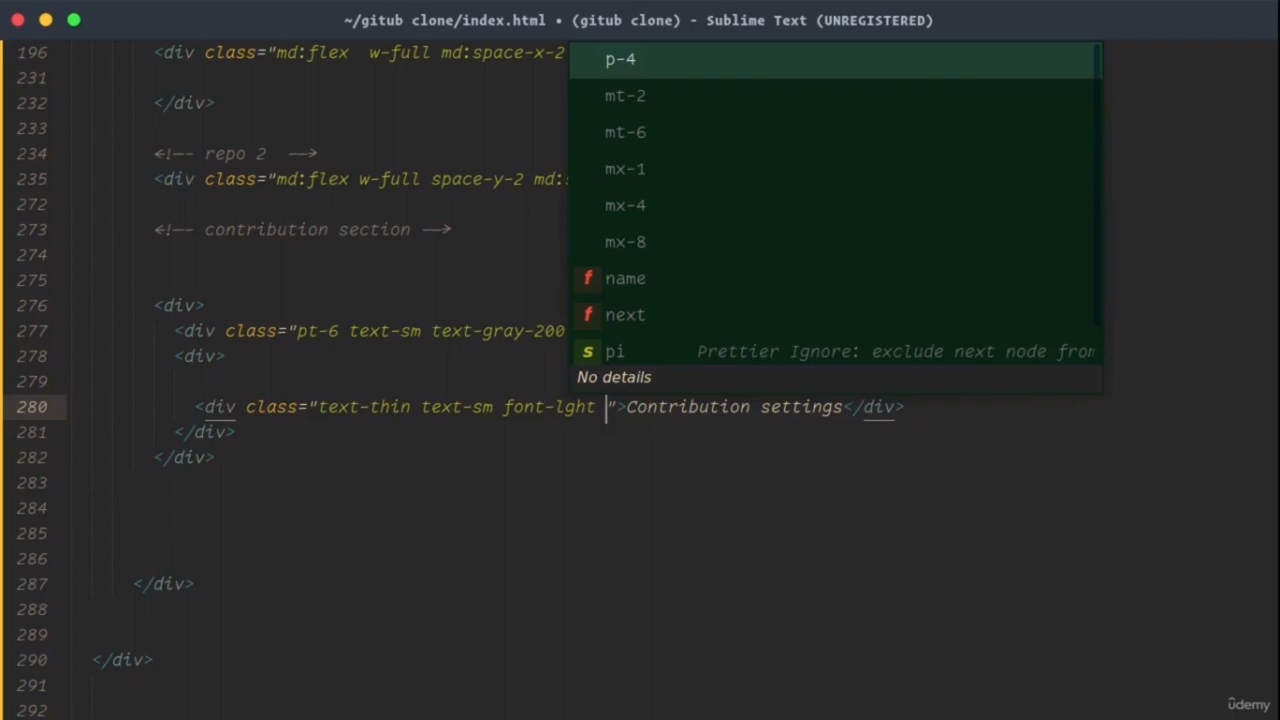 ~/gitub clone/index.html • (gitub clone) - Sublime Text (UNREGISTERED)
196 <div class="md:flex  w-full md:space-x-2
231
232 </div>
233
234 <!-- repo 2  -->
235 <div class="md:flex w-full space-y-2 md:
272
273 <!-- contribution section -->
274
275
276 <div>
277 <div class="pt-6 text-sm text-gray-200
278 <div>
279
280 <div class="text-thin text-sm font-lght ">Contribution settings</div>
281 </div>
282 </div>
283
284
285
286
287 </div>
288
289
290 </div>
291
292
p-4
mt-2
mt-6
mx-1
mx-4
mx-8
f name
f next
s pi Prettier Ignore: exclude next node from
No details
ûdemy